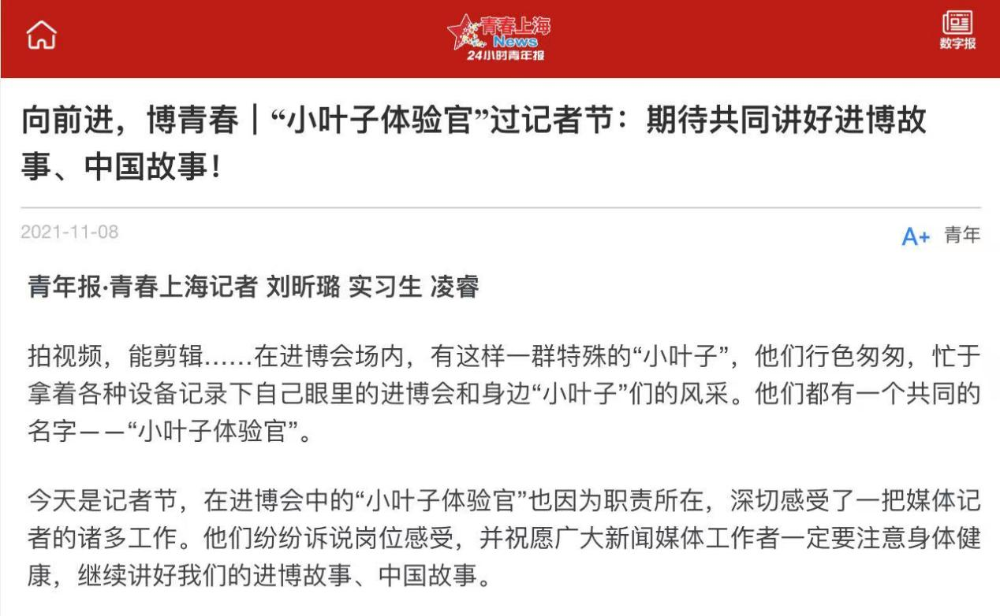 青春上海
News
24小时青年报
数字报
向前进，博青春｜“小叶子体验官”过记者节：期待共同讲好进博故
事、中国故事！
2021-11-08
A+ 青年
青年报·青春上海记者 刘昕璐 实习生 凌睿
拍视频，能剪辑……在进博会场内，有这样一群特殊的“小叶子”，他们行色匆匆，忙于
拿着各种设备记录下自己眼里的进博会和身边“小叶子”们的风采。他们都有一个共同的
名字——“小叶子体验官”。
今天是记者节，在进博会中的“小叶子体验官”也因为职责所在，深切感受了一把媒体记
者的诸多工作。他们纷纷诉说岗位感受，并祝愿广大新闻媒体工作者一定要注意身体健
康，继续讲好我们的进博故事、中国故事。